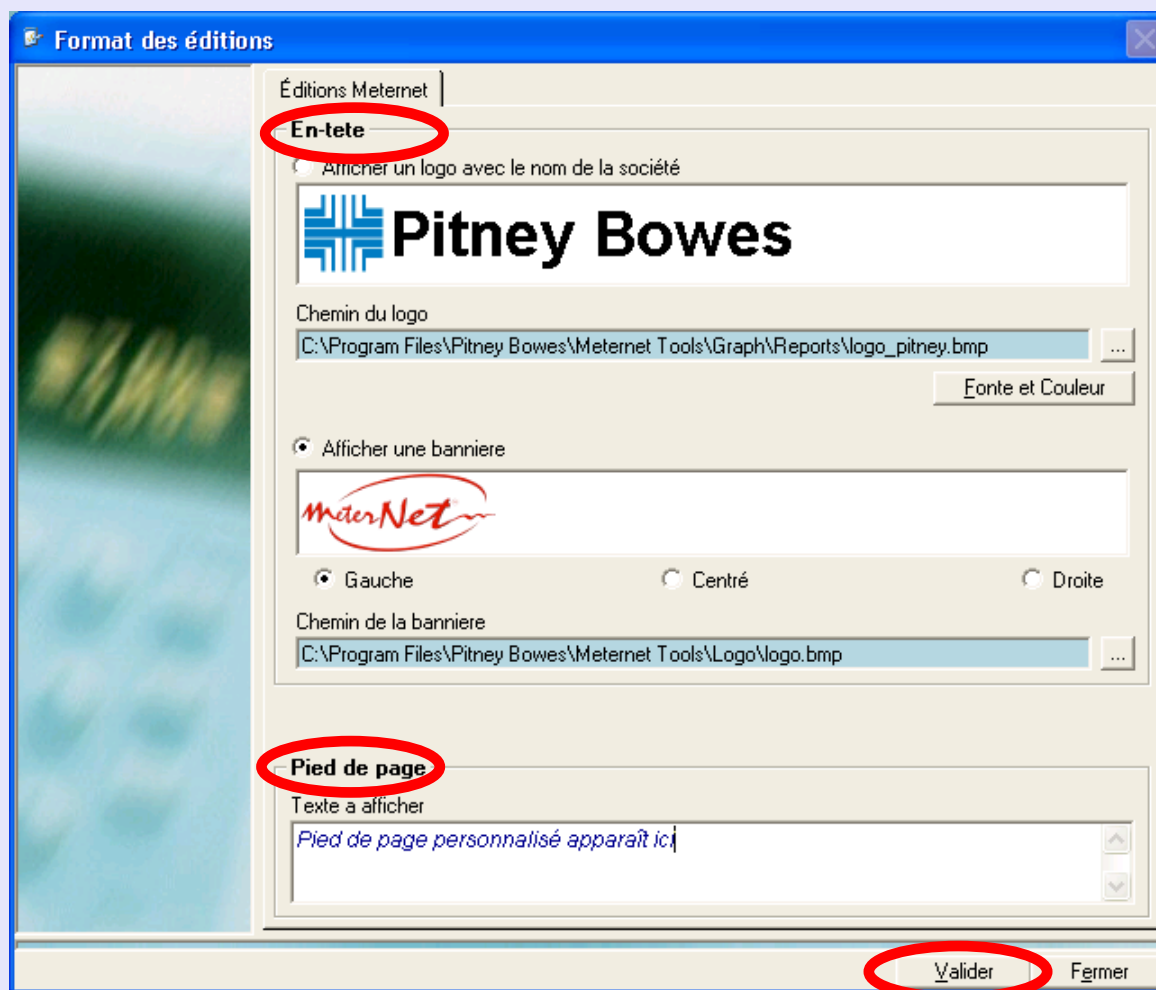 Format des éditions
Éditions Meternet
En-tete
Afficher un logo avec le nom de la société
Pitney Bowes
Chemin du logo
C:\Program Files\Pitney Bowes\Meternet Tools\Graph\Reports\logo_pitney.bmp
...
Fonte et Couleur
Afficher une banniere
MeterNet
Gauche Centré Droite
Chemin de la banniere
C:\Program Files\Pitney Bowes\Meternet Tools\Logo\logo.bmp
...
Pied de page
Texte a afficher
Pied de page personnalisé apparaît ici
Valider Fermer